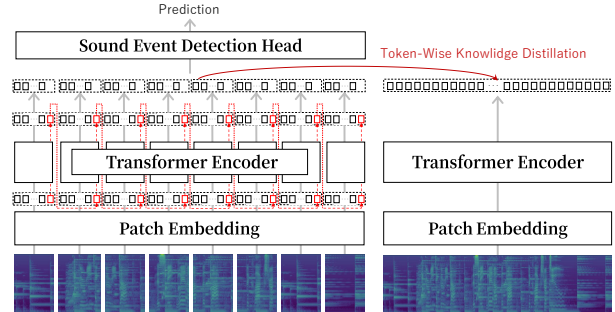 Prediction
Sound Event Detection Head
Token-Wise Knowlidge Distillation
Transformer Encoder
Transformer Encoder
Patch Embedding
Patch Embedding